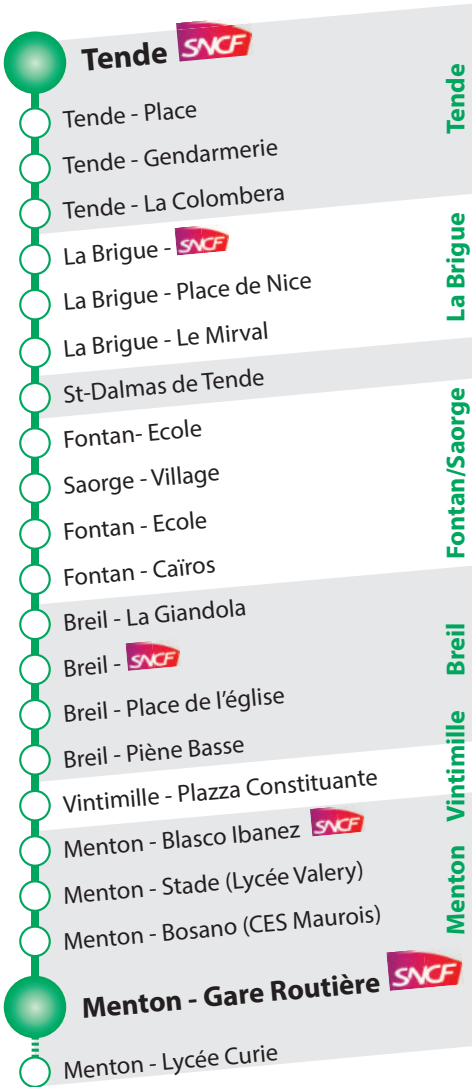 Tende SNCF
Tende - Place
Tende - Gendarmerie
Tende - La Colombera
Tende
La Brigue - SNCF
La Brigue - Place de Nice
La Brigue - Le Mirval
La Brigue
St-Dalmas de Tende
Fontan- Ecole
Saorge - Village
Fontan - Ecole
Fontan - Caïros
Fontan/Saorge
Breil - La Giandola
Breil - SNCF
Breil - Place de l'église
Breil - Piène Basse
Breil
Vintimille - Plazza Constituante
Vintimille
Menton - Blasco Ibanez SNCF
Menton - Stade (Lycée Valery)
Menton - Bosano (CES Maurois)
Menton
Menton - Gare Routière SNCF
Menton - Lycée Curie